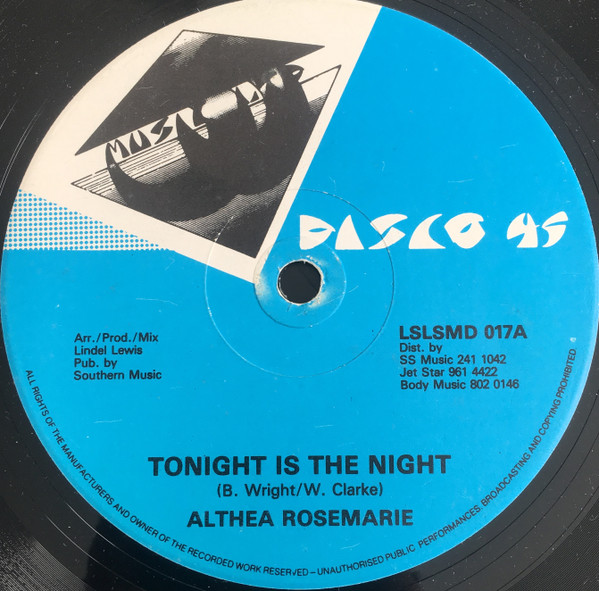 MUSIC LAB
DISCO 45
Arr./Prod./Mix
Lindel Lewis
Pub. by
Southern Music
LSLSMD 017A
Dist. by
SS Music 241 1042
Jet Star 961 4422
Body Music 802 0146
TONIGHT IS THE NIGHT
(B. Wright/W. Clarke)
ALTHEA ROSEMARIE
ALL RIGHTS OF THE MANUFACTURERS AND OWNER OF THE RECORDED WORK RESERVED – UNAUTHORISED PUBLIC PERFORMANCES. BROADCASTING AND COPYING PROHIBITED